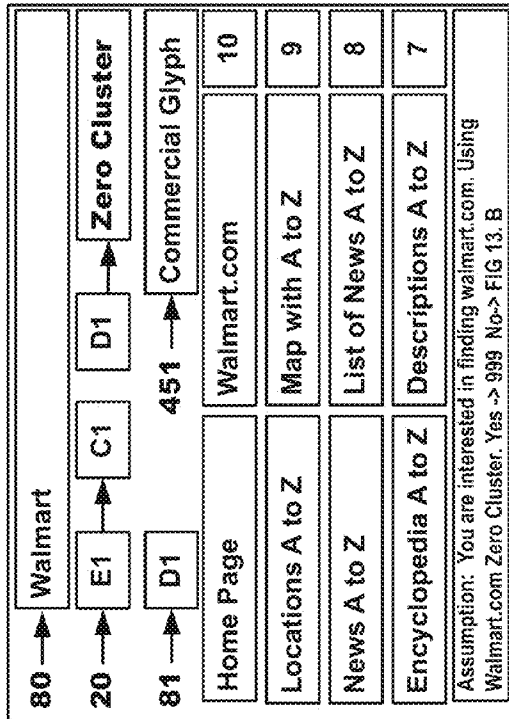 80 Walmart
20 E1 C1 D1 Zero Cluster
81 D1 451 Commercial Glyph
Home Page Walmart.com 10
Locations A to Z Map with A to Z 9
News A to Z List of News A to Z 8
Encyclopedia A to Z Descriptions A to Z 7
Assumption: You are interested in finding walmart.com. Using
Walmart.com Zero Cluster. Yes -> 999 No-> FIG 13. B